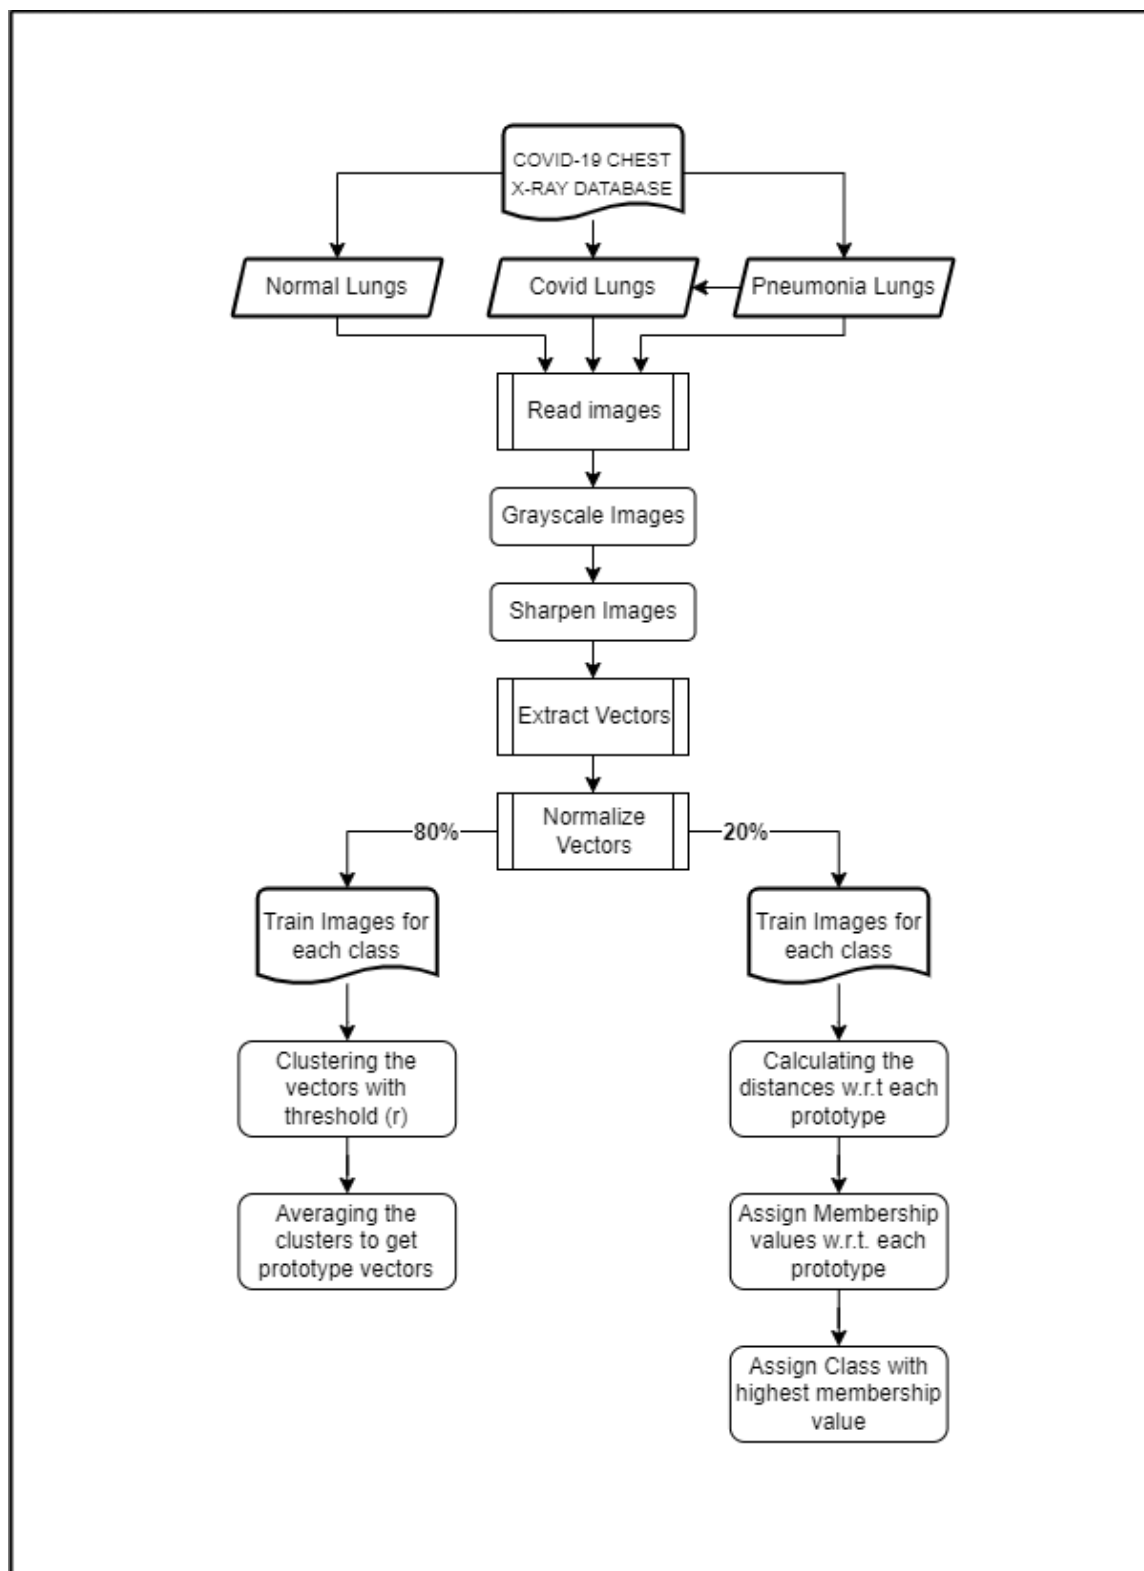 COVID-19 CHEST
X-RAY DATABASE
Normal Lungs
Covid Lungs
Pneumonia Lungs
Read images
Grayscale Images
Sharpen Images
Extract Vectors
Normalize
Vectors
80%
20%
Train Images for
each class
Train Images for
each class
Clustering the
vectors with
threshold (r)
Calculating the
distances w.r.t each
prototype
Averaging the
clusters to get
prototype vectors
Assign Membership
values w.r.t. each
prototype
Assign Class with
highest membership
value